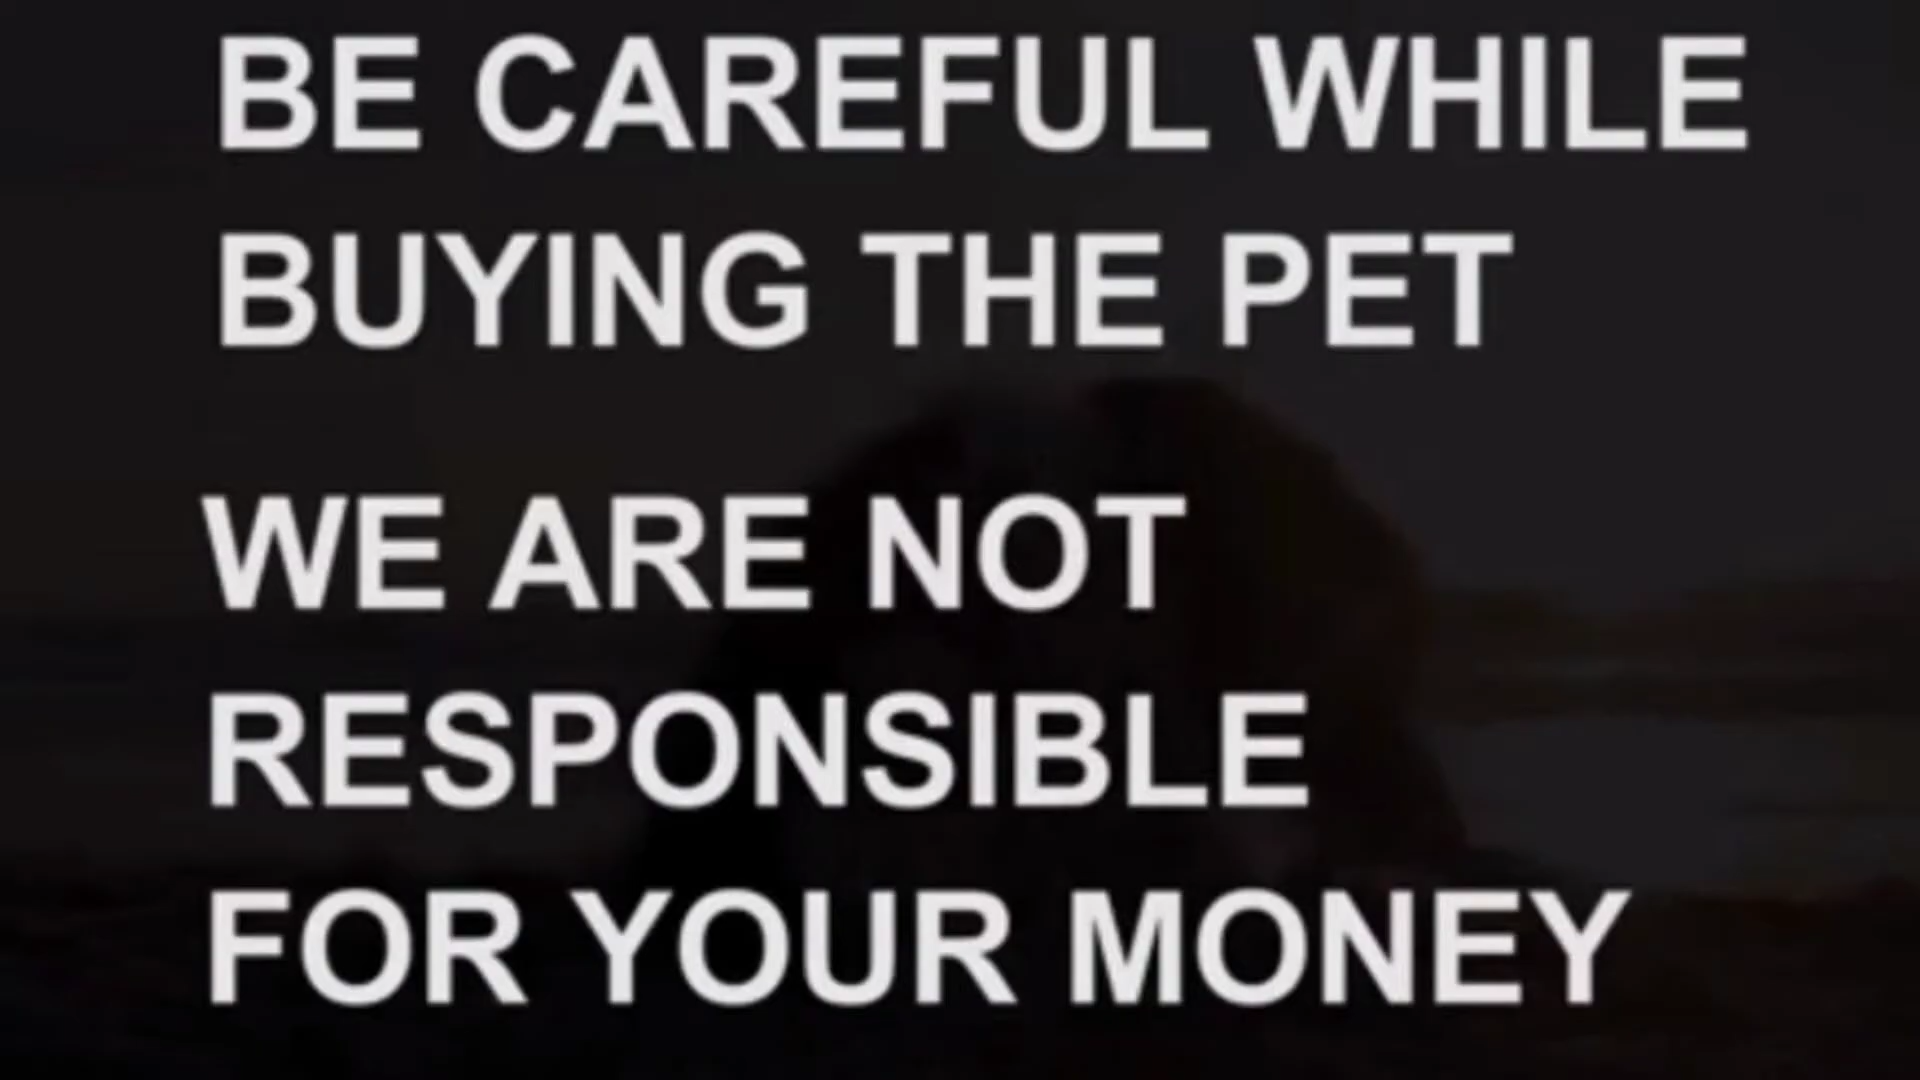 BE CAREFUL WHILE
BUYING THE PET
WE ARE NOT
RESPONSIBLE
FOR YOUR MONEY